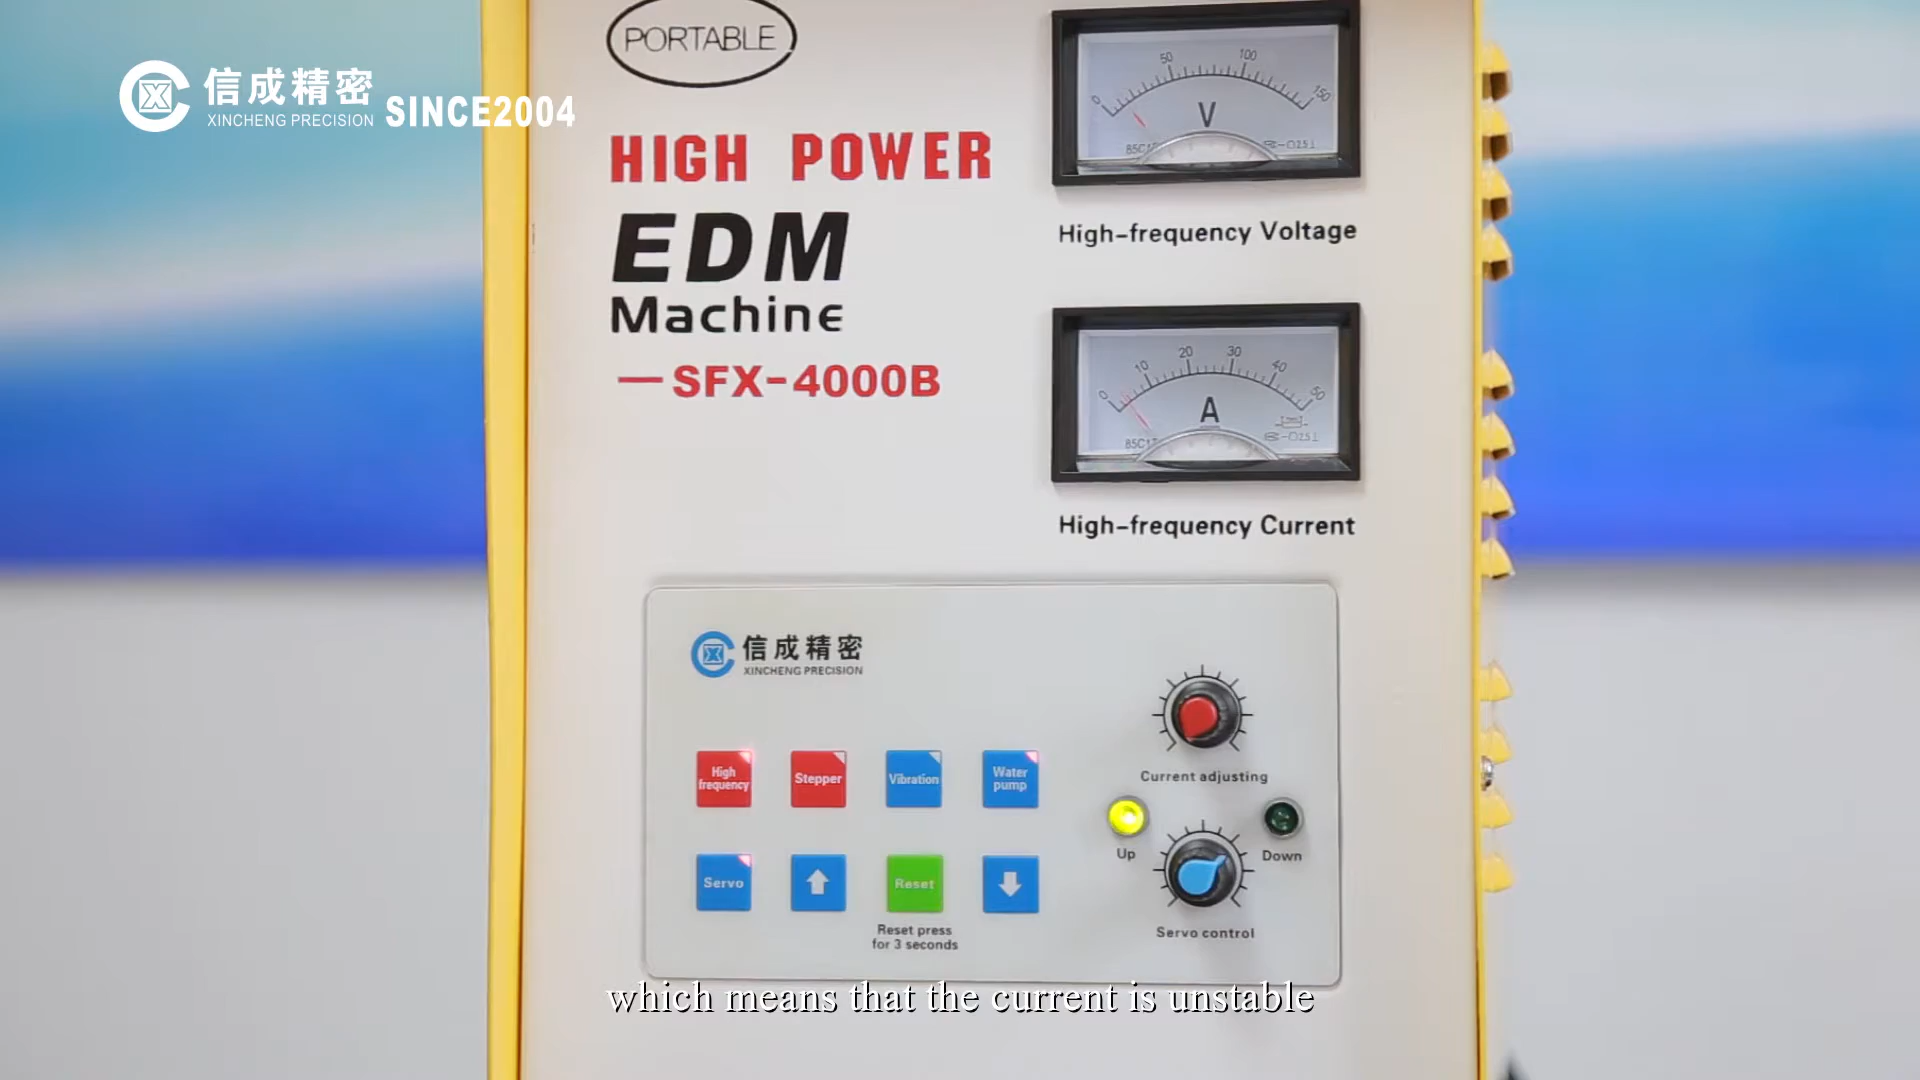 信成精密
XINCHENG PRECISION
SINCE2004
PORTABLE
HIGH POWER
EDM
Machine
—SFX-4000B
0 50 100 150
V
High-frequency Voltage
0 10 20 30 40 50
A
High-frequency Current
信成精密
XINCHENG PRECISION
High
frequency
Stepper
Vibration
Water
pump
Current adjusting
Up
Down
Servo
Reset
Reset press
for 3 seconds
Servo control
which means that the current is unstable